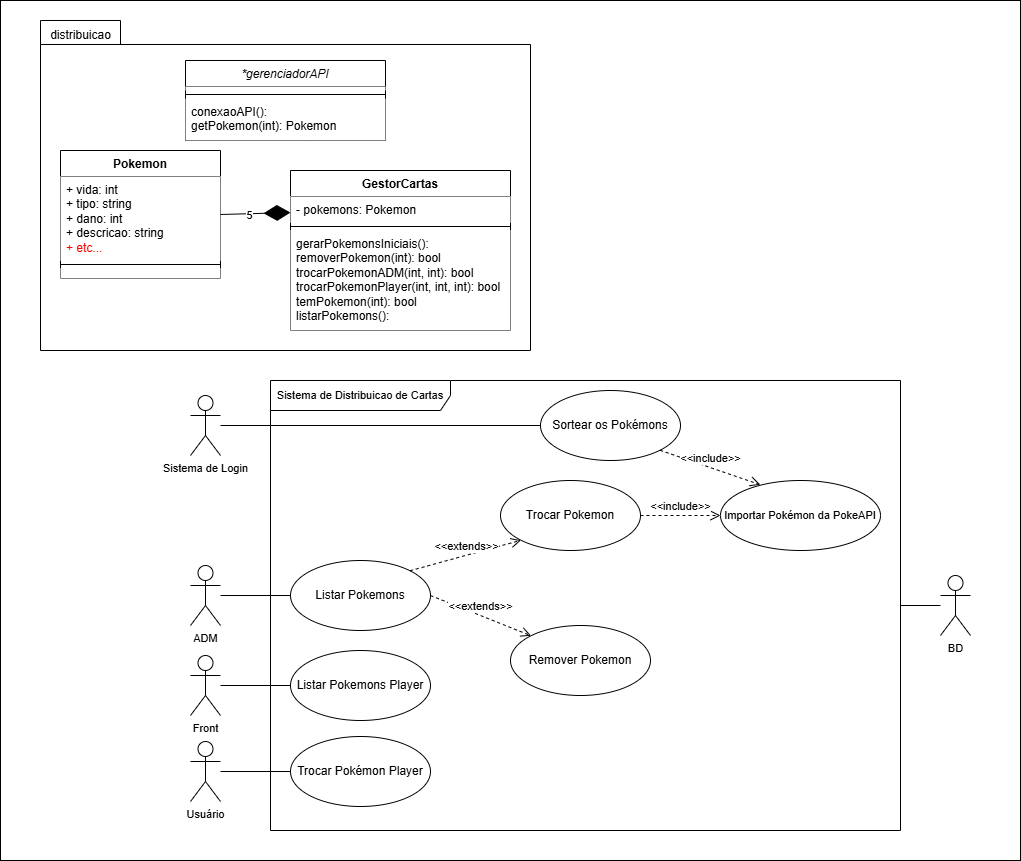 distribuicao
*gerenciadorAPI
conexaoAPI():
getPokemon(int): Pokemon
Pokemon
+ vida: int
+ tipo: string
+ dano: int
+ descricao: string
+ etc...
5
GestorCartas
- pokemons: Pokemon
gerarPokemonsIniciais():
removerPokemon(int): bool
trocarPokemonADM(int, int): bool
trocarPokemonPlayer(int, int, int): bool
temPokemon(int): bool
listarPokemons():
Sistema de Distribuicao de Cartas
Sistema de Login
Sortear os Pokémons
<<include>>
Trocar Pokemon
<<include>>
Importar Pokémon da PokeAPI
<<extends>>
ADM
Listar Pokemons
<<extends>>
Remover Pokemon
BD
Front
Listar Pokemons Player
Usuário
Trocar Pokémon Player